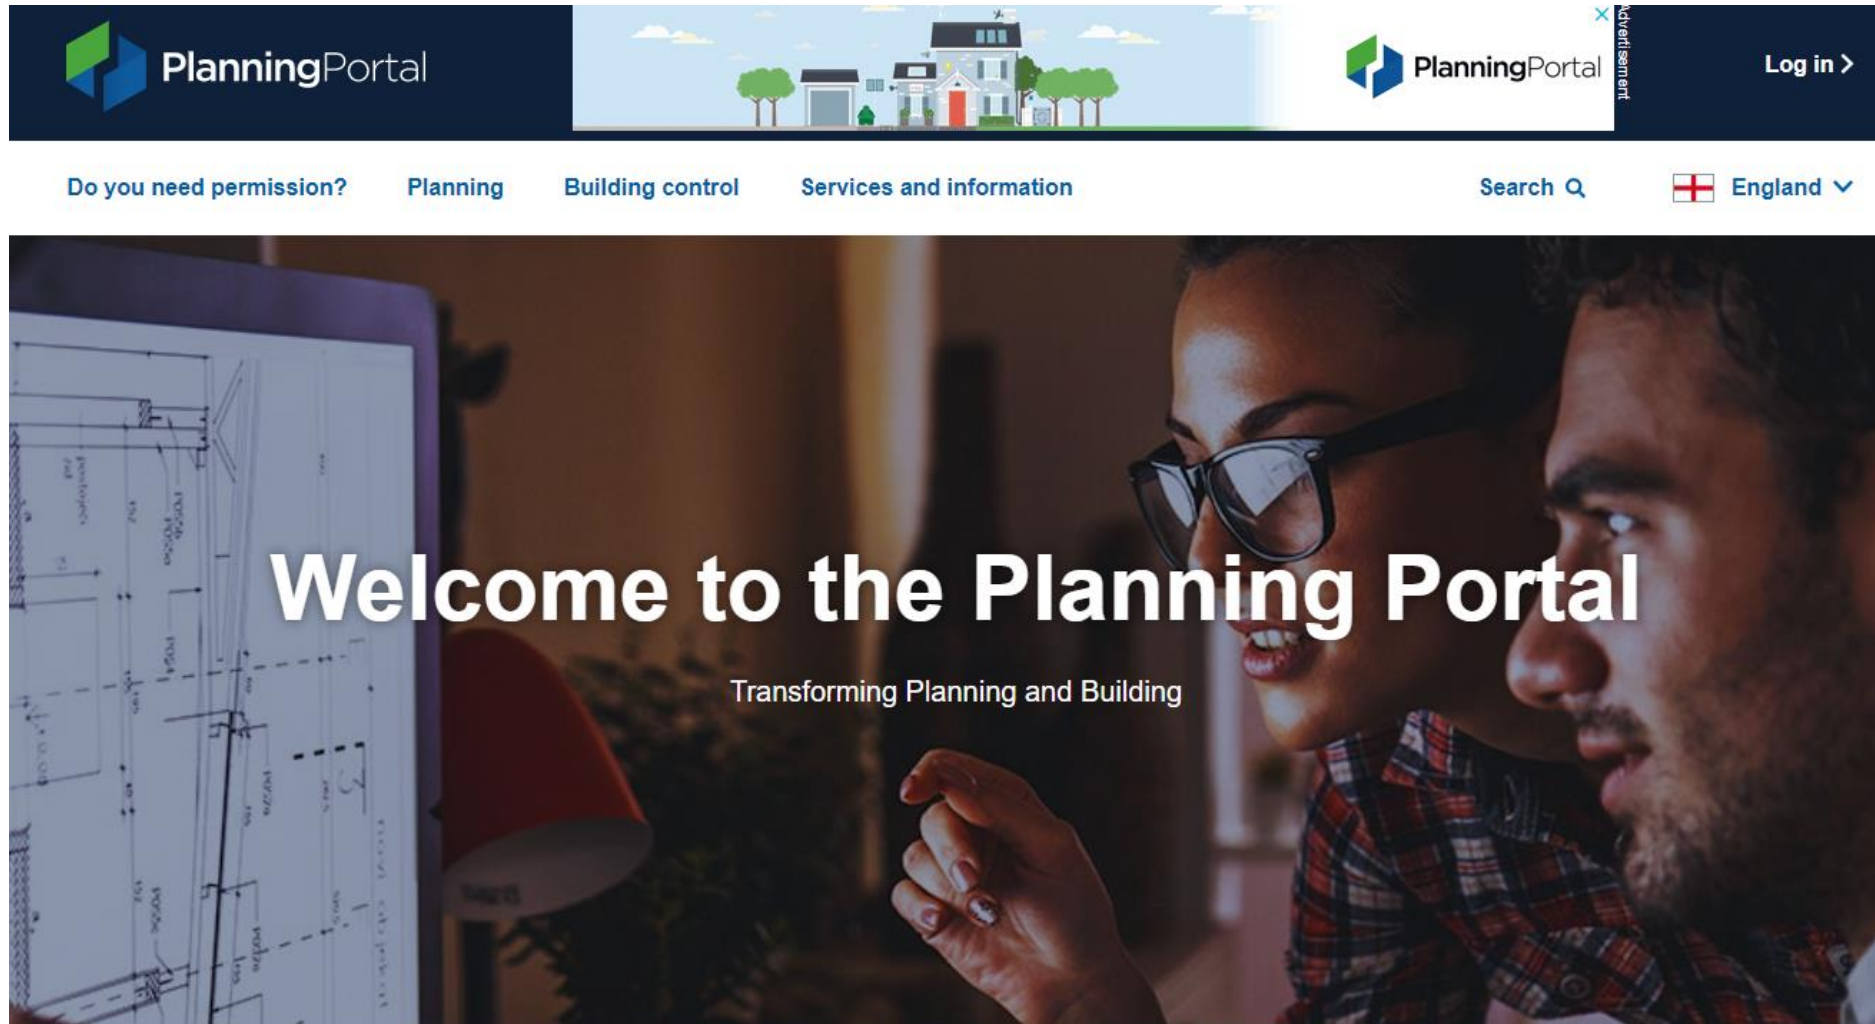 PlanningPortal
PlanningPortal
Advertisement
Log in
Do you need permission?
Planning
Building control
Services and information
Search
England
Welcome to the Planning Portal
Transforming Planning and Building